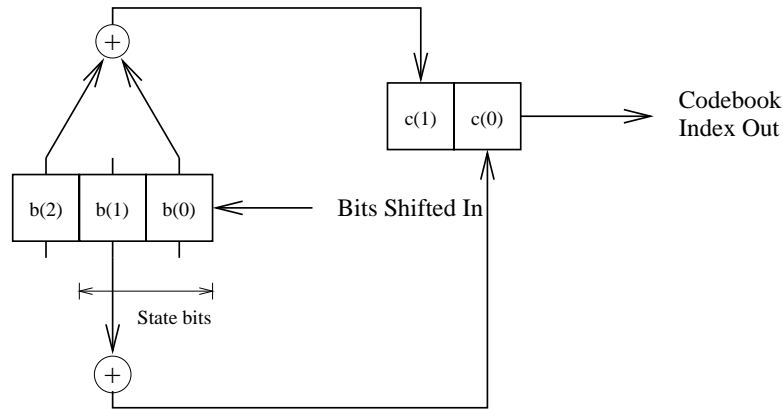 +
c(1) c(0)
Codebook
Index Out
b(2) b(1) b(0)
Bits Shifted In
State bits
+